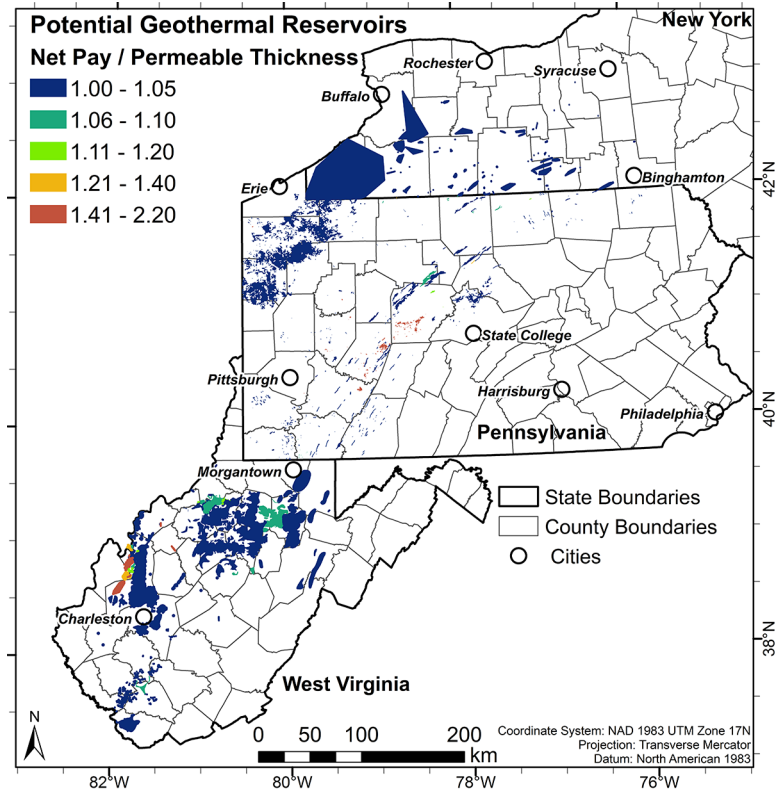 Potential Geothermal Reservoirs
New York
Net Pay / Permeable Thickness
1.00 - 1.05
1.06 - 1.10
1.11 - 1.20
1.21 - 1.40
1.41 - 2.20
Rochester
Syracuse
Buffalo
Erie
Binghamton
42°N
State College
Pittsburgh
Harrisburg
Philadelphia
40°N
Pennsylvania
Morgantown
State Boundaries
County Boundaries
Cities
Charleston
38°N
West Virginia
N
0 50 100 200
km
Coordinate System: NAD 1983 UTM Zone 17N
Projection: Transverse Mercator
Datum: North American 1983
82°W 80°W 78°W 76°W